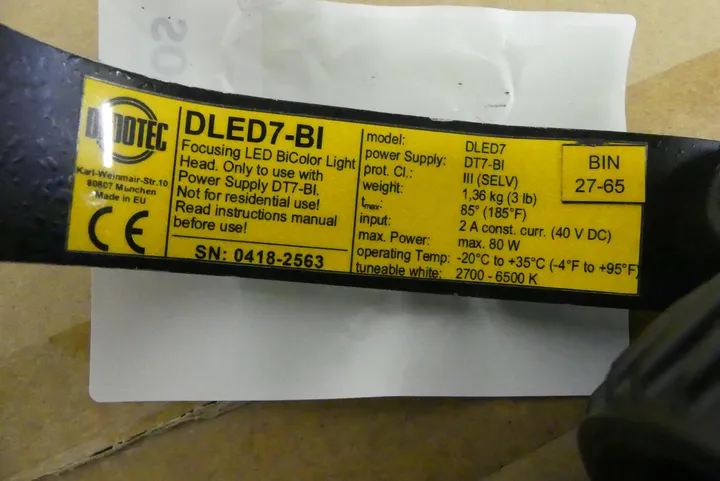 DEDOTEC
Karl-Weinmair-Str.10
80807 München
Made in EU
CE
DLED7-BI
Focusing LED BiColor Light
Head. Only to use with
Power Supply DT7-BI.
Not for residential use!
Read instructions manual
before use!
SN: 0418-2563
model: DLED7
power Supply: DT7-BI
prot. Cl.: III (SELV)
weight: 1,36 kg (3 lb)
tmax: 85° (185°F)
input: 2 A const. curr. (40 V DC)
max. Power: max. 80 W
operating Temp: -20°C to +35°C (-4°F to +95°F)
tuneable white: 2700 - 6500 K
BIN
27-65